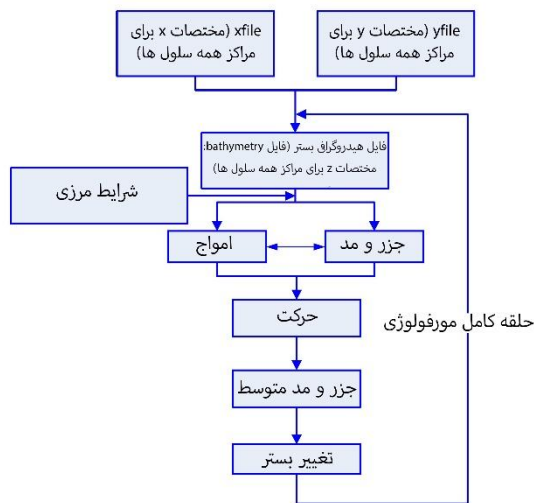 xfile (مختصات x برای
مراکز همه سلول ها)
yfile (مختصات y برای
مراکز همه سلول ها)
فایل هیدروگرافی بستر (فایل bathymetry:
مختصات z برای مراکز همه سلول ها)
شرایط مرزی
امواج
جزر و مد
حرکت
حلقه کامل مورفولوژی
جزر و مد متوسط
تغییر بستر